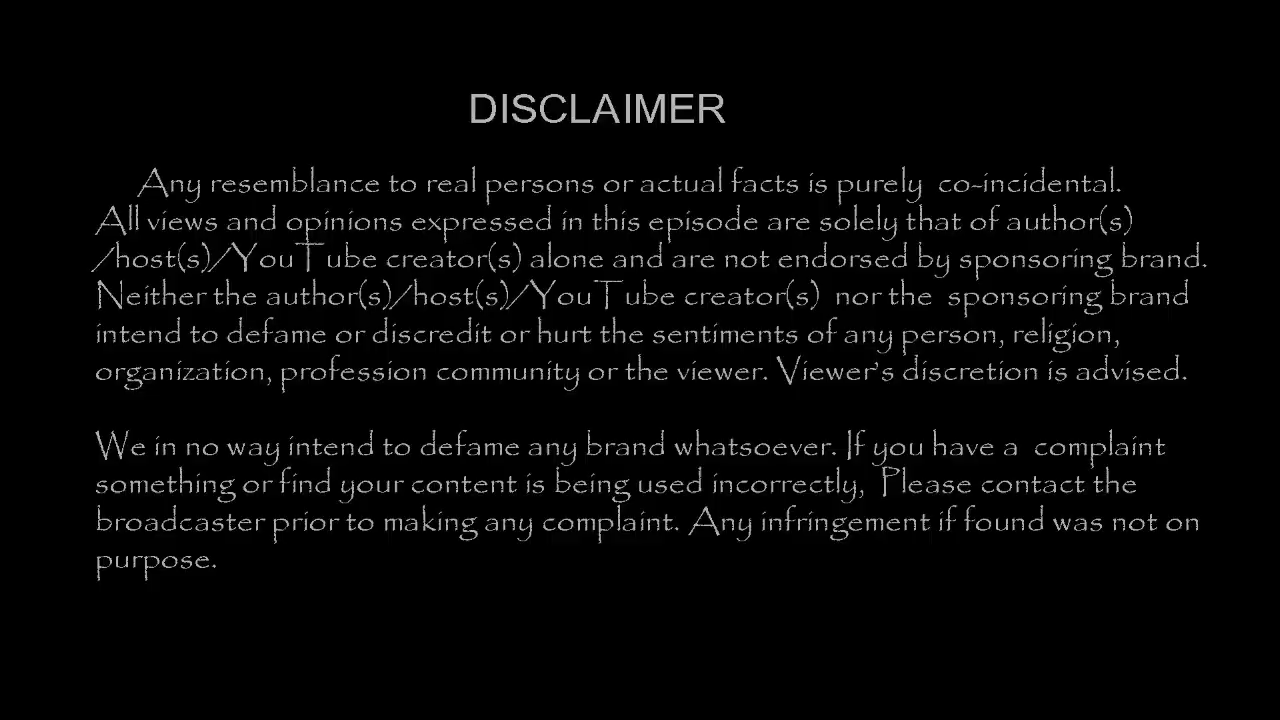 DISCLAIMER
Any resemblance to real persons or actual facts is purely co-incidental.
All views and opinions expressed in this episode are solely that of author(s)
/host(s)/YouTube creator(s) alone and are not endorsed by sponsoring brand.
Neither the author(s)/host(s)/YouTube creator(s) nor the sponsoring brand
intend to defame or discredit or hurt the sentiments of any person, religion,
organization, profession community or the viewer. Viewer's discretion is advised.
We in no way intend to defame any brand whatsoever. If you have a complaint
something or find your content is being used incorrectly, Please contact the
broadcaster prior to making any complaint. Any infringement if found was not on
purpose.